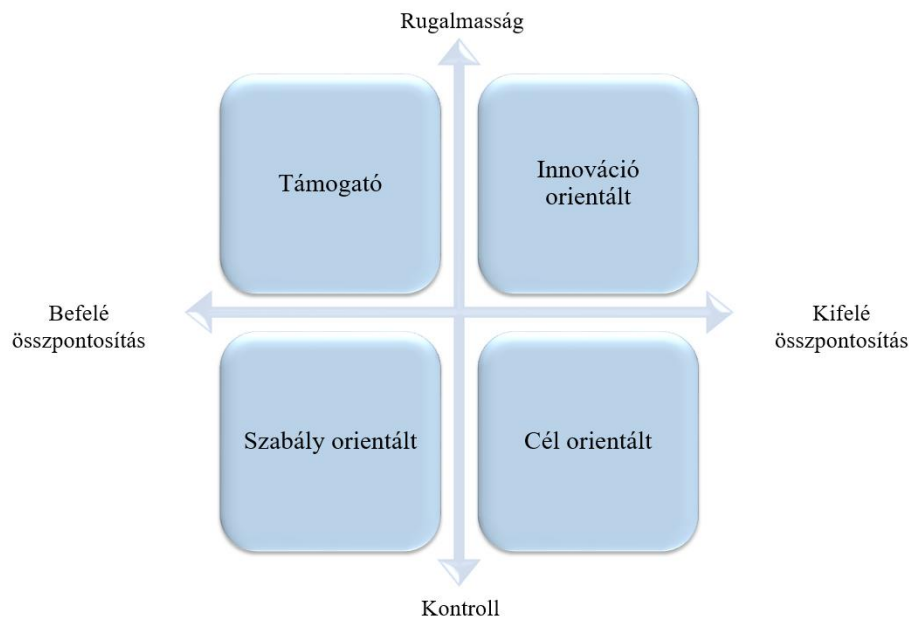 Rugalmasság
Támogató
Innováció
orientált
Befelé
összpontosítás
Kifelé
összpontosítás
Szabály orientált
Cél orientált
Kontroll